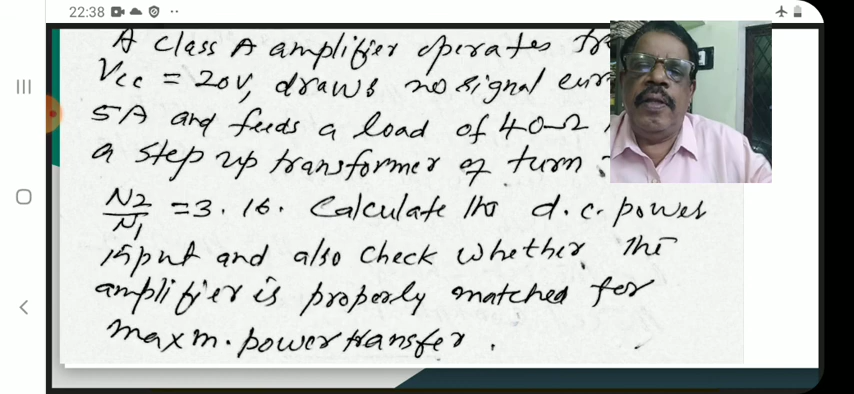 22:38
A class A amplifier operates
Vcc = 20V, draws no signal
5A and feeds a load of 40-Ω
a step up transformer of turn
N2/N1 = 3.16. Calculate the d.c. power
input and also check whether the
amplifier is properly matched for
maxm. power transfer.